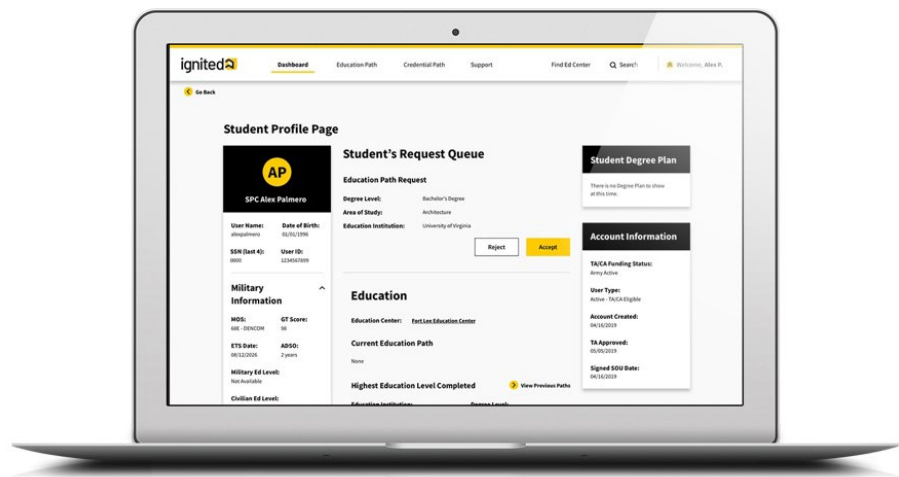 ignited
Dashboard
Education Path
Credential Path
Support
Find Ed Center
Search
Welcome, Alex P.
Go Back
Student Profile Page
AP
SPC Alex Palmero
User Name:
Date of Birth:
alexpalmero
01/01/1996
SSN (last 4):
User ID:
0000
1234567899
Military
Information
MOS:
GT Score:
68E - DENCOM
98
ETS Date:
ADSO:
08/12/2026
2 years
Military Ed Level:
Not Available
Civilian Ed Level:
Student's Request Queue
Education Path Request
Degree Level:
Bachelor's Degree
Area of Study:
Architecture
Education Institution:
University of Virginia
Reject
Accept
Education
Education Center:
Fort Lee Education Center
Current Education Path
None
Highest Education Level Completed
View Previous Paths
Education Institution:
Degree Level:
Student Degree Plan
There is no Degree Plan to show
at this time.
Account Information
TA/CA Funding Status:
Army Active
User Type:
Active - TA/CA Eligible
Account Created:
04/16/2019
TA Approved:
05/05/2019
Signed SOU Date:
04/16/2019